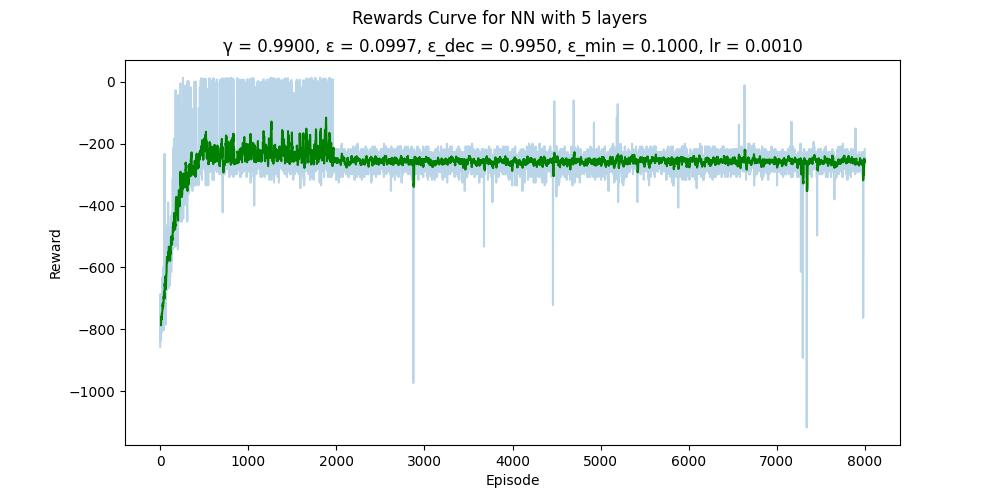 Rewards Curve for NN with 5 layers
γ = 0.9900, ε = 0.0997, ε_dec = 0.9950, ε_min = 0.1000, lr = 0.0010
0
−200
−400
−600
−800
−1000
Reward
0 1000 2000 3000 4000 5000 6000 7000 8000
Episode